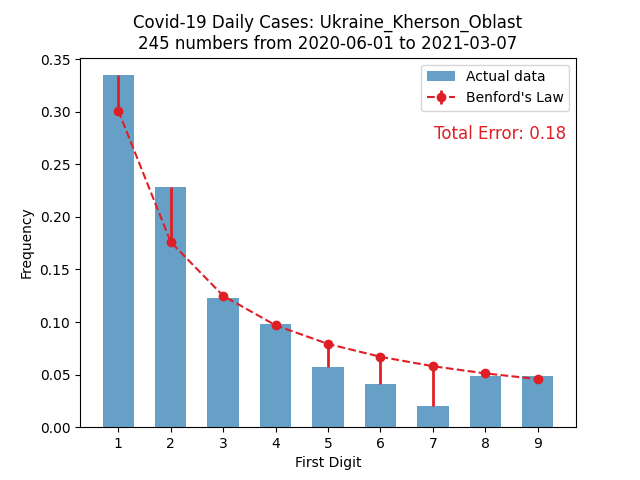 Covid-19 Daily Cases: Ukraine_Kherson_Oblast
245 numbers from 2020-06-01 to 2021-03-07
Actual data
Benford's Law
Total Error: 0.18
Frequency
0.35
0.30
0.25
0.20
0.15
0.10
0.05
0.00
1 2 3 4 5 6 7 8 9
First Digit